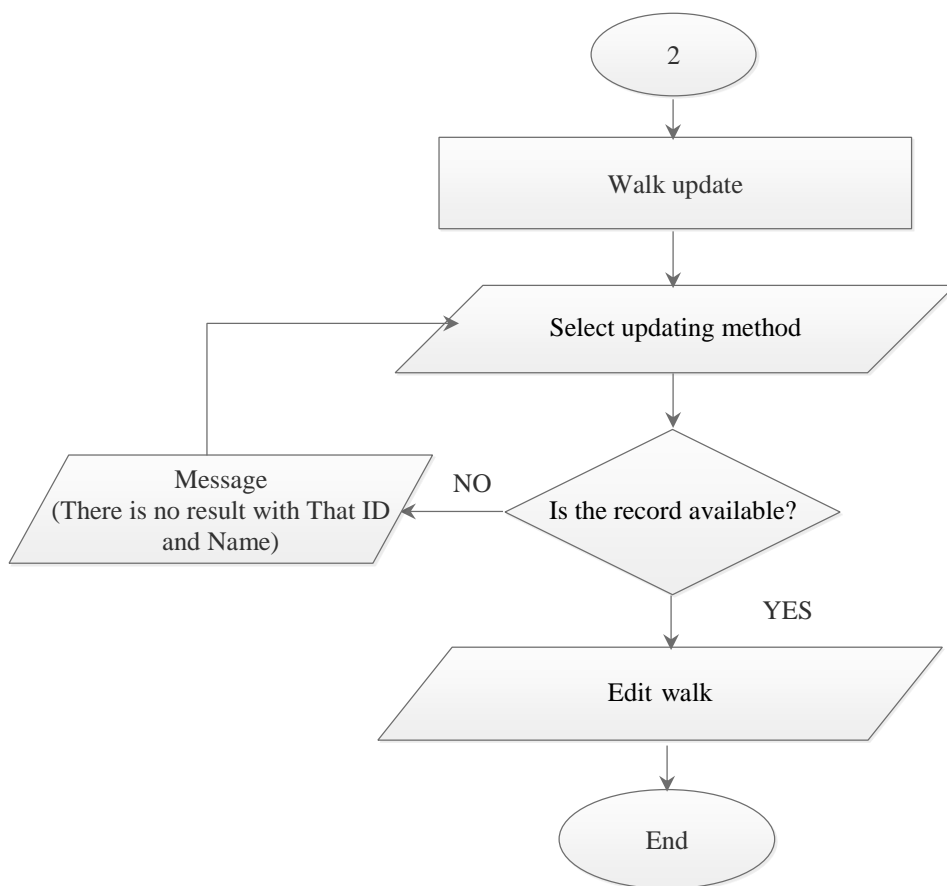 2
Walk update
Select updating method
Message
(There is no result with That ID
and Name)
NO
Is the record available?
YES
Edit walk
End